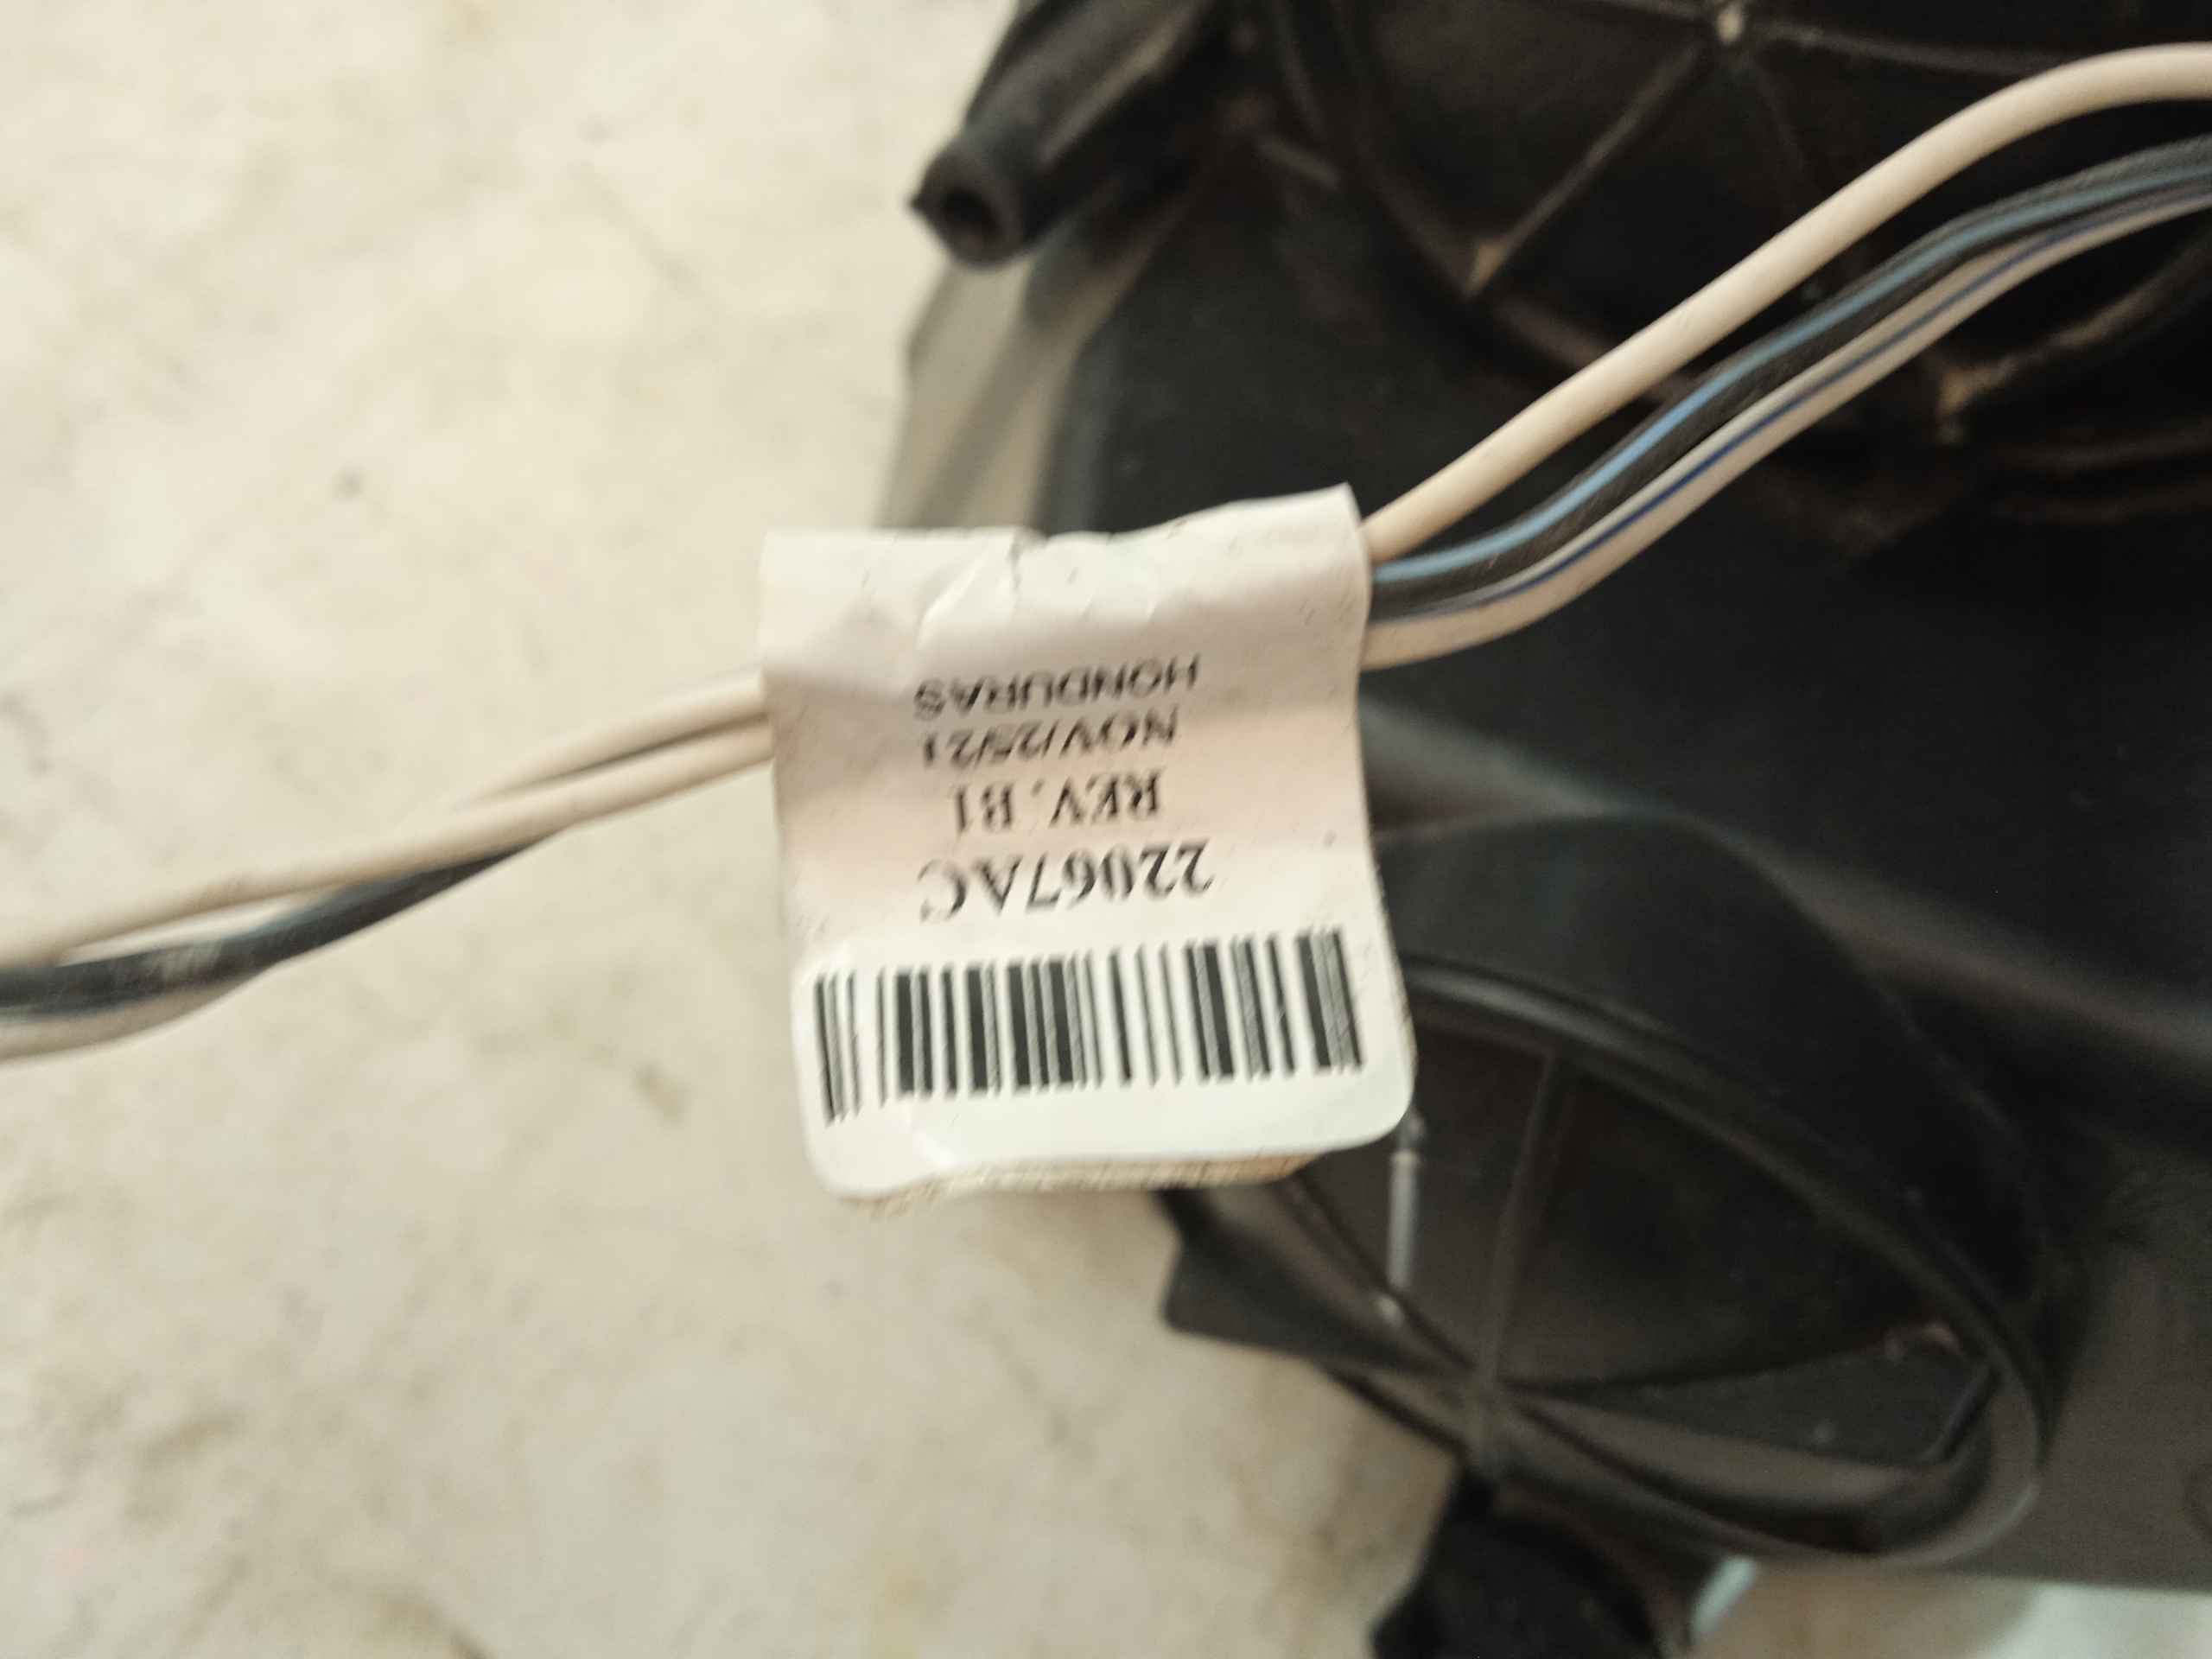 22067AC
REV. B1
NOV/25/21
HONDURAS